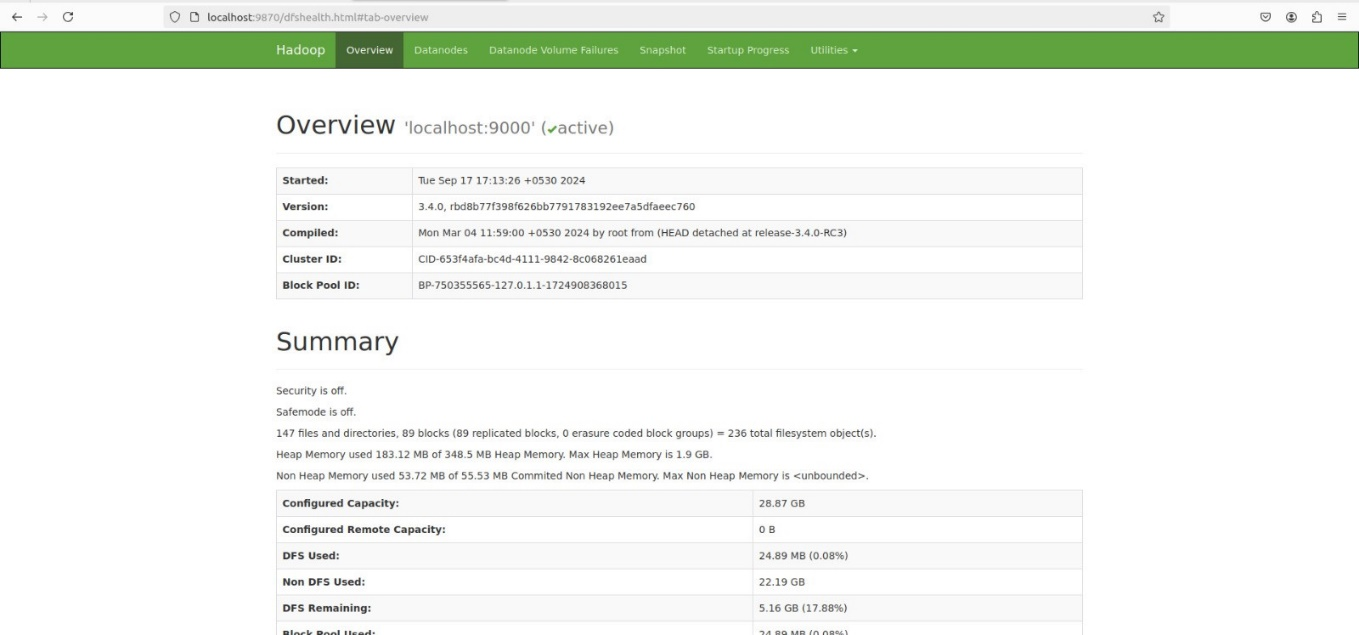 localhost:9870/dfshealth.html#tab-overview
Hadoop Overview Datanodes Datanode Volume Failures Snapshot Startup Progress Utilities
Overview 'localhost:9000' (✔active)
Started: Tue Sep 17 17:13:26 +0530 2024
Version: 3.4.0, rbd8b77f398f626bb7791783192ee7a5dfaeec760
Compiled: Mon Mar 04 11:59:00 +0530 2024 by root from (HEAD detached at release-3.4.0-RC3)
Cluster ID: CID-653f4afa-bc4d-4111-9842-8c068261eaad
Block Pool ID: BP-750355565-127.0.1.1-1724908368015
Summary
Security is off.
Safemode is off.
147 files and directories, 89 blocks (89 replicated blocks, 0 erasure coded block groups) = 236 total filesystem object(s).
Heap Memory used 183.12 MB of 348.5 MB Heap Memory. Max Heap Memory is 1.9 GB.
Non Heap Memory used 53.72 MB of 55.53 MB Commited Non Heap Memory. Max Non Heap Memory is <unbounded>.
Configured Capacity: 28.87 GB
Configured Remote Capacity: 0 B
DFS Used: 24.89 MB (0.08%)
Non DFS Used: 22.19 GB
DFS Remaining: 5.16 GB (17.88%)
Block Pool Used: 24.89 MB (0.08%)